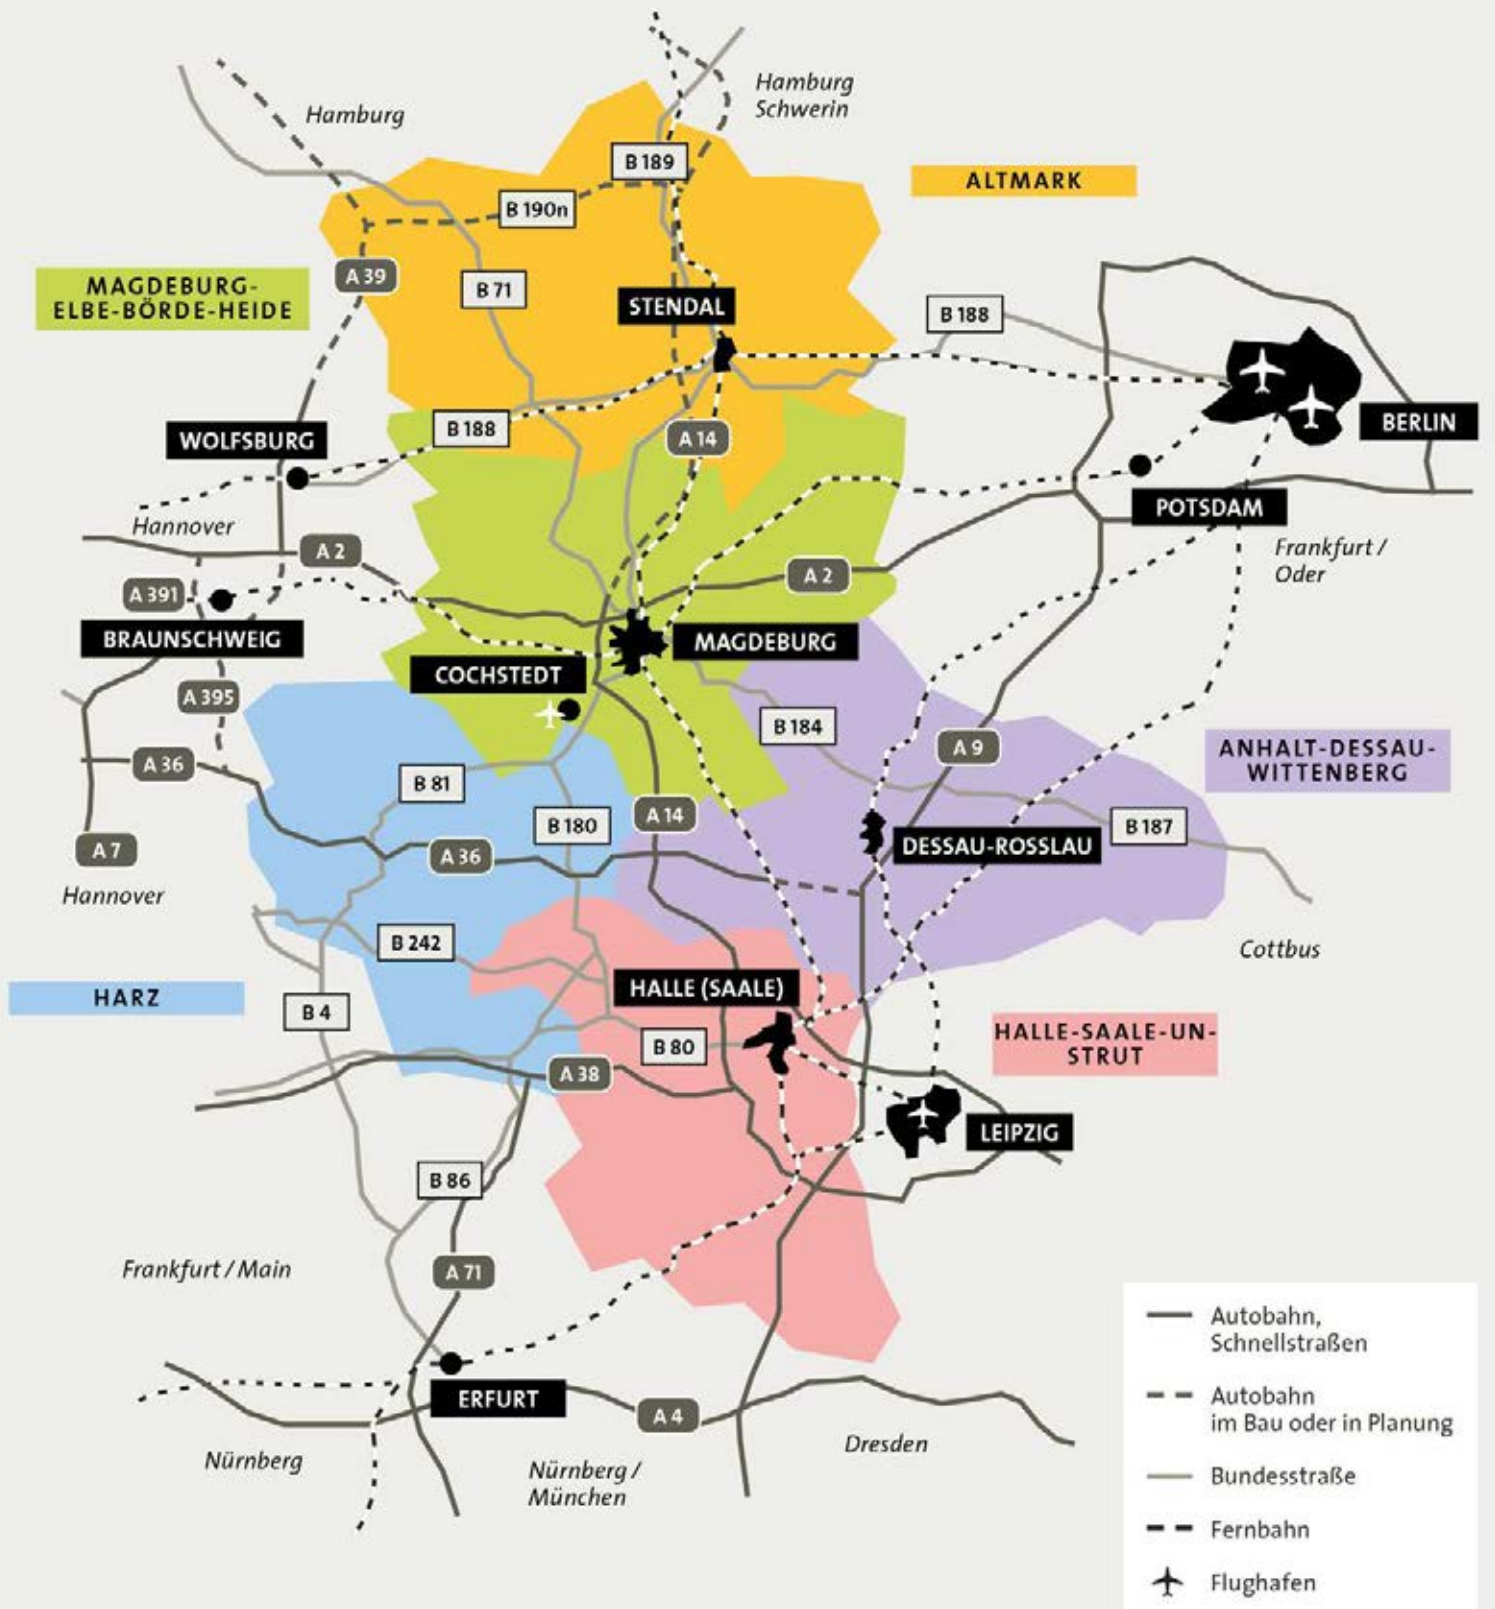 Hamburg
Hamburg
Schwerin
B 189
ALTMARK
B 190n
A 39
B 71
MAGDEBURG-
ELBE-BÖRDE-HEIDE
STENDAL
B 188
WOLFSBURG
B 188
A 14
BERLIN
POTSDAM
Hannover
A 2
A 2
Frankfurt /
Oder
A 391
BRAUNSCHWEIG
MAGDEBURG
COCHSTEDT
A 395
B 184
A 9
ANHALT-DESSAU-
WITTENBERG
A 36
B 81
B 180
A 14
B 187
A 7
A 36
DESSAU-ROSSLAU
Hannover
B 242
Cottbus
HARZ
B 4
HALLE (SAALE)
B 80
HALLE-SAALE-UN-
STRUT
A 38
LEIPZIG
B 86
Frankfurt / Main
A 71
ERFURT
A 4
Nürnberg
Nürnberg /
München
Dresden
Autobahn,
Schnellstraßen
Autobahn
im Bau oder in Planung
Bundesstraße
Fernbahn
Flughafen